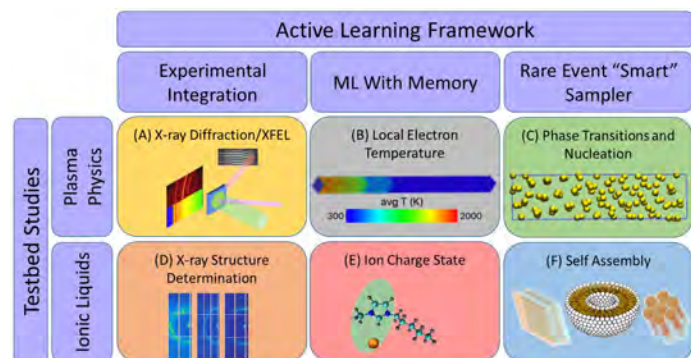 Active Learning Framework
Experimental
Integration
ML With Memory
Rare Event “Smart”
Sampler
Testbed Studies
Plasma
Physics
(A) X-ray Diffraction/XFEL
(B) Local Electron
Temperature
avg T (K)
300
2000
(C) Phase Transitions and
Nucleation
Ionic Liquids
(D) X-ray Structure
Determination
(E) Ion Charge State
(F) Self Assembly